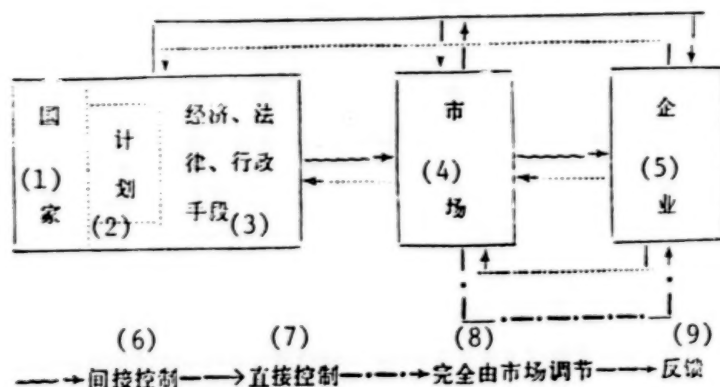 国家
(1)
计划
(2)
经济、法
律、行政
手段
(3)
市场
(4)
企业
(5)
(6) (7) (8) (9)
间接控制 直接控制 完全由市场调节 反馈